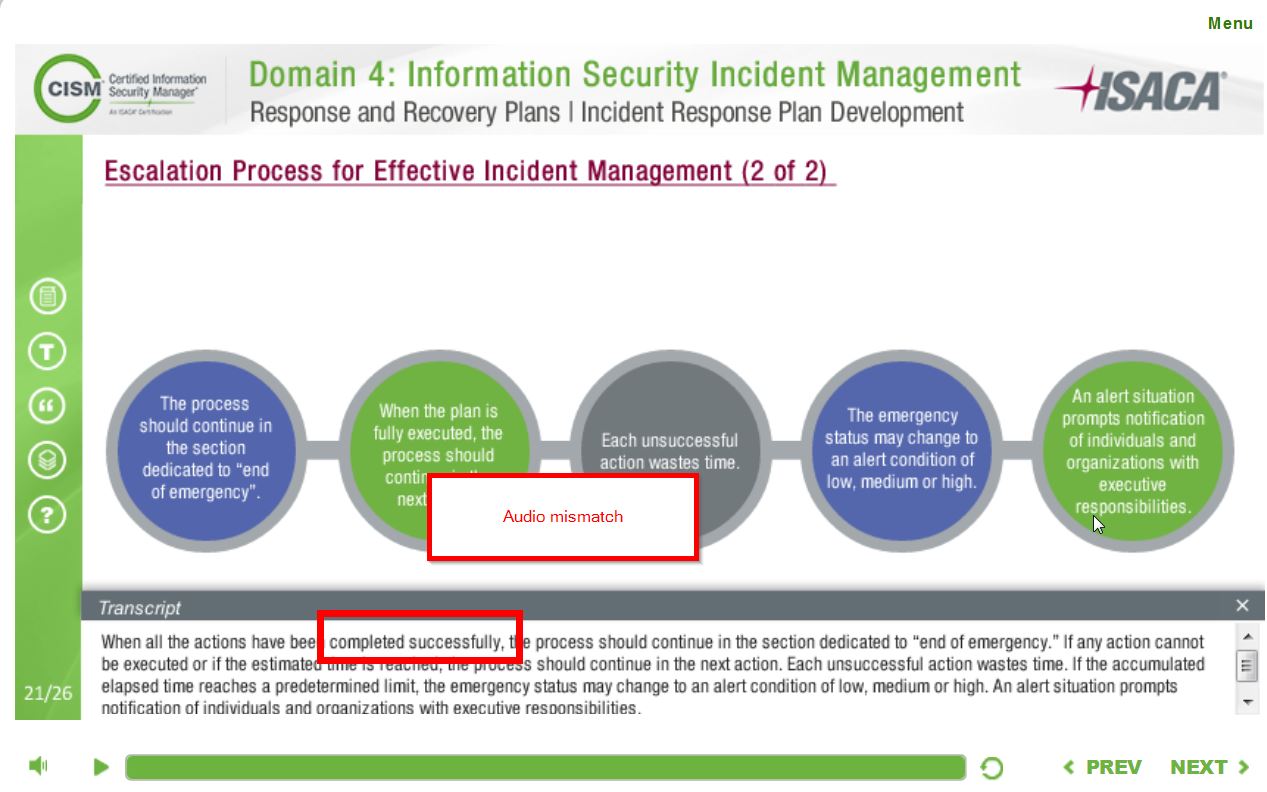 Menu
CISM
Certified Information
Security Manager®
An ISACA® Certification
Domain 4: Information Security Incident Management
Response and Recovery Plans | Incident Response Plan Development
ISACA®
Escalation Process for Effective Incident Management (2 of 2)
The process
should continue in
the section
dedicated to “end
of emergency”.
When the plan is
fully executed, the
process should
next
Each unsuccessful
action wastes time.
The emergency
status may change to
an alert condition of
low, medium or high.
An alert situation
prompts notification
of individuals and
organizations with
executive
responsibilities.
Audio mismatch
Transcript
When all the actions have bee completed successfully, the process should continue in the section dedicated to “end of emergency.” If any action cannot
be executed or if the estimated time is reached, the process should continue in the next action. Each unsuccessful action wastes time. If the accumulated
elapsed time reaches a predetermined limit, the emergency status may change to an alert condition of low, medium or high. An alert situation prompts
notification of individuals and organizations with executive responsibilities.
21/26
PREV
NEXT